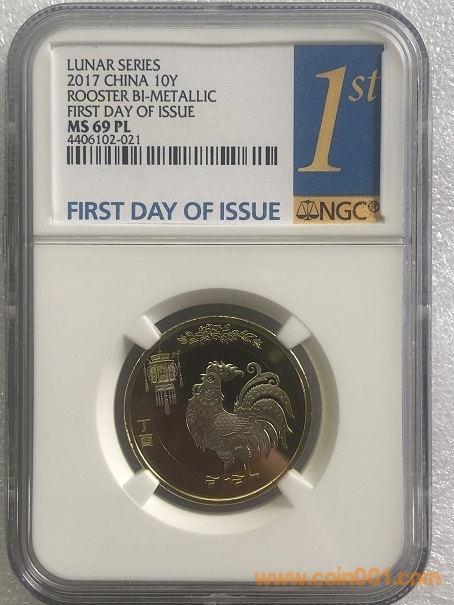 LUNAR SERIES
2017 CHINA 10Y
ROOSTER BI-METALLIC
FIRST DAY OF ISSUE
MS 69 PL
4406102-021
1st
FIRST DAY OF ISSUE
NGC®
丁
酉
www.coin001.com